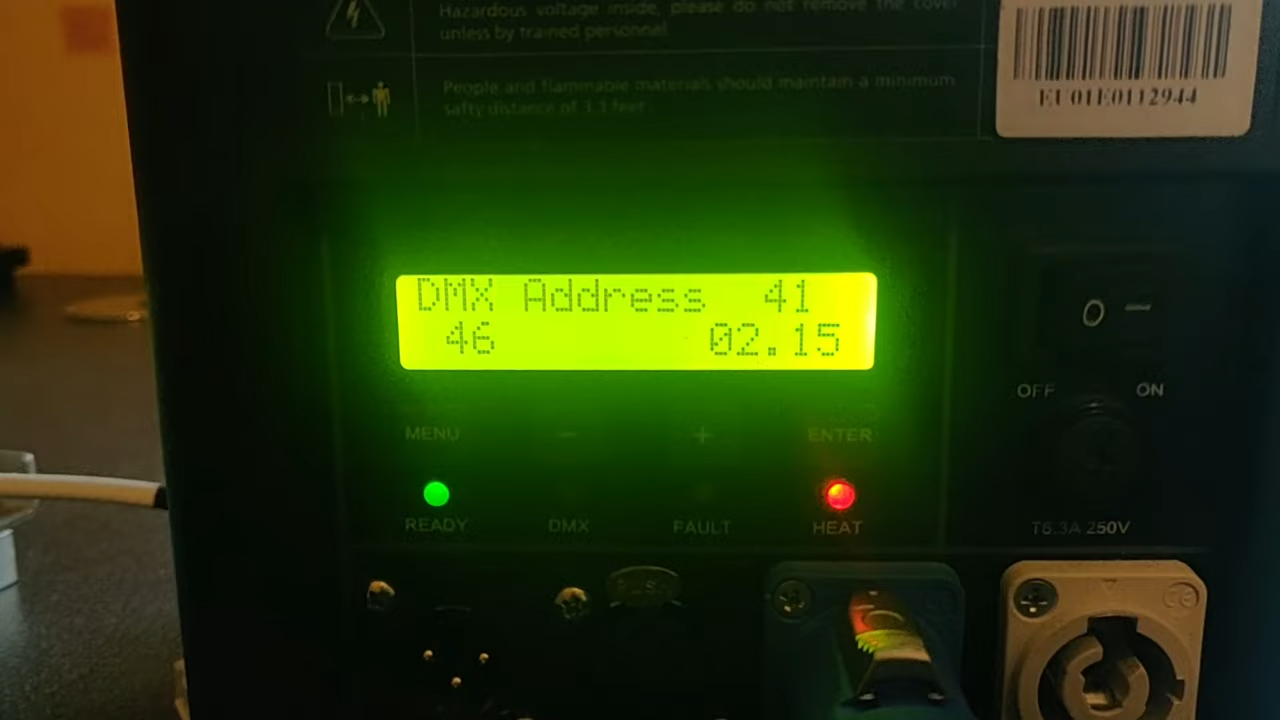 Hazardous voltage inside, please do not remove the cover
unless by trained personnel
People and flammable materials should maintain a minimum
safty distance of 3.3 feet
EU01E0112944
DMX Address 41
46 02.15
0 –
OFF ON
MENU – + ENTER
READY DMX FAULT HEAT
T6.3A 250V
CE